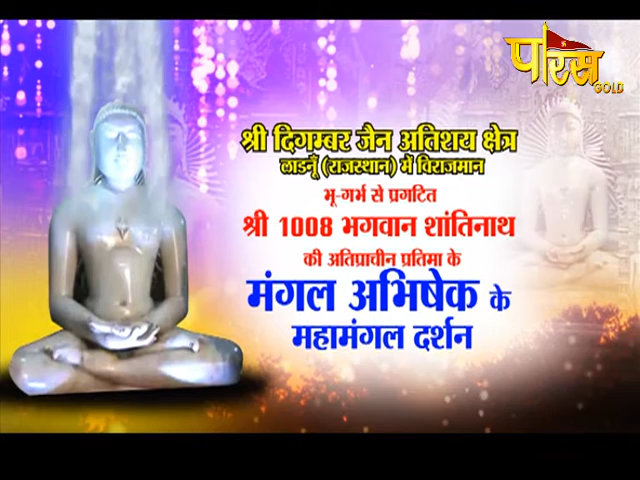 पारस
GOLD
श्री दिगम्बर जैन अतिशय क्षेत्र
लाडनूँ (राजस्थान) में विराजमान
भू-गर्भ से प्रगटित
श्री 1008 भगवान शांतिनाथ
की अतिप्राचीन प्रतिमा के
मंगल अभिषेक के
महामंगल दर्शन